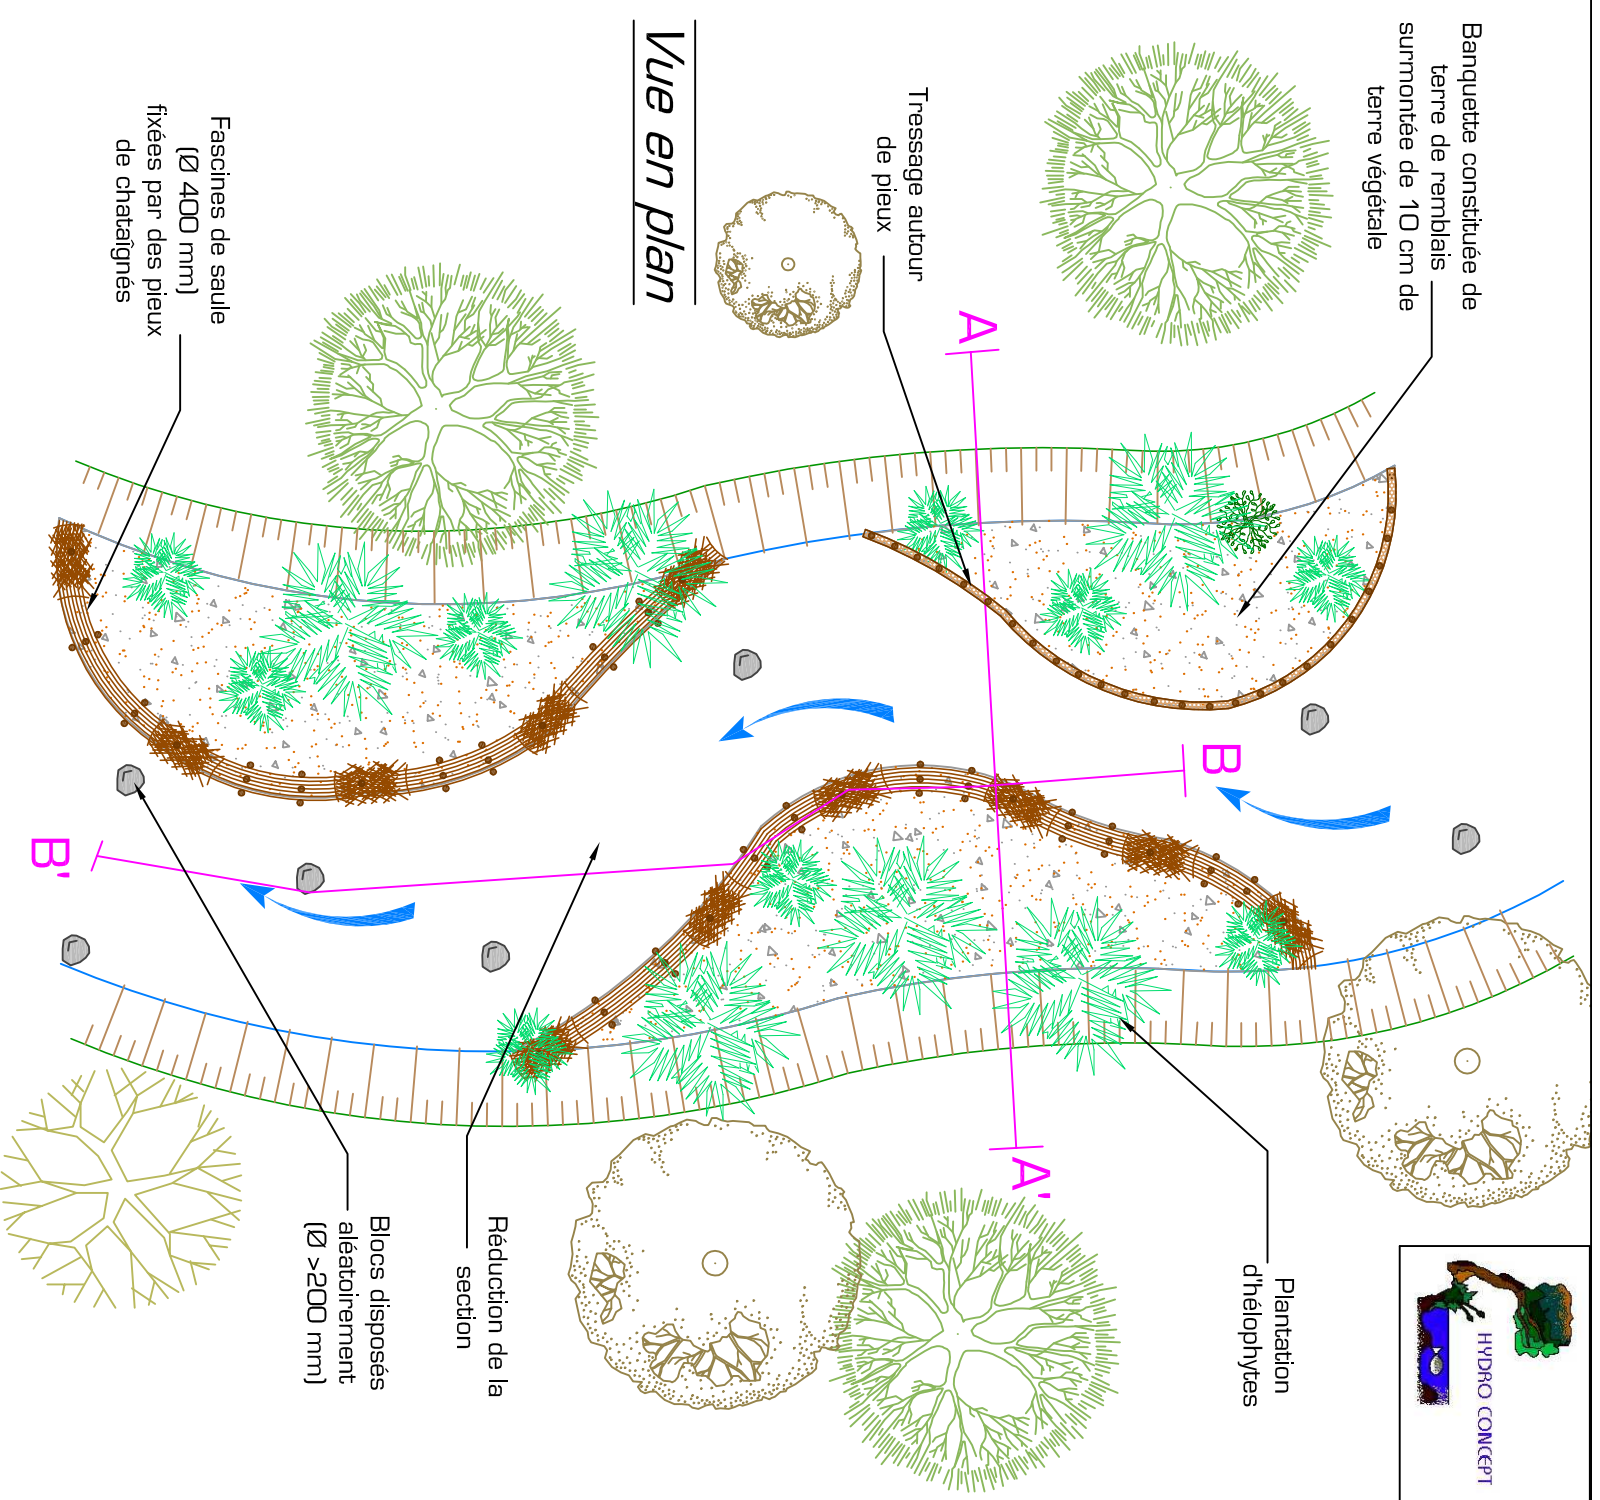 Banquette constituée de
terre de remblais
surmontée de 10 cm de
terre végétale
Tressage autour
de pieux
Vue en plan
Fascines de saule
(Ø 400 mm)
fixées par des pieux
de chataîgnés
A
B
B'
A'
Plantation
d'hélophytes
Réduction de la
section
Blocs disposés
aléatoirement
(Ø >200 mm)
HYDRO CONCEPT